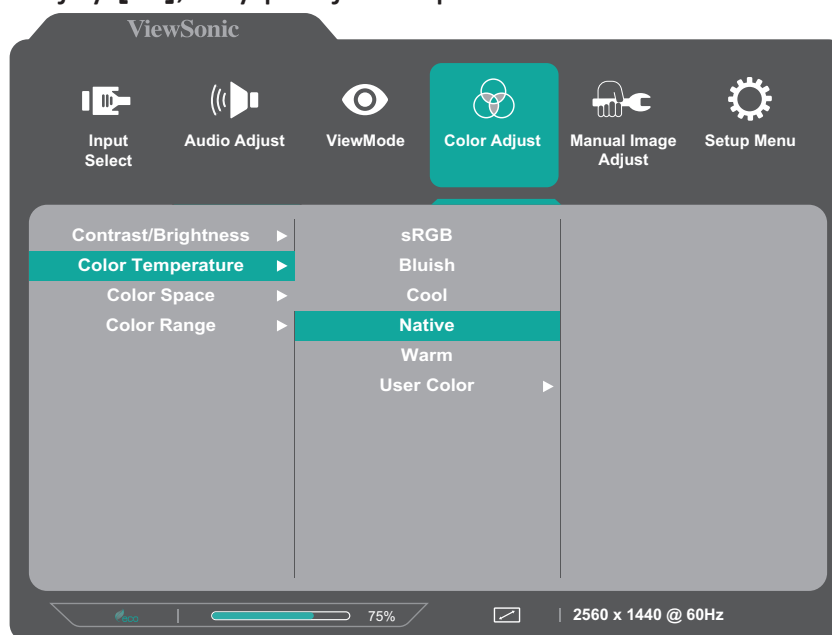 ViewSonic
Input
Select
Audio Adjust
ViewMode
Color Adjust
Manual Image
Adjust
Setup Menu
Contrast/Brightness
Color Temperature
Color Space
Color Range
sRGB
Bluish
Cool
Native
Warm
User Color
eco
75%
2560 x 1440 @ 60Hz